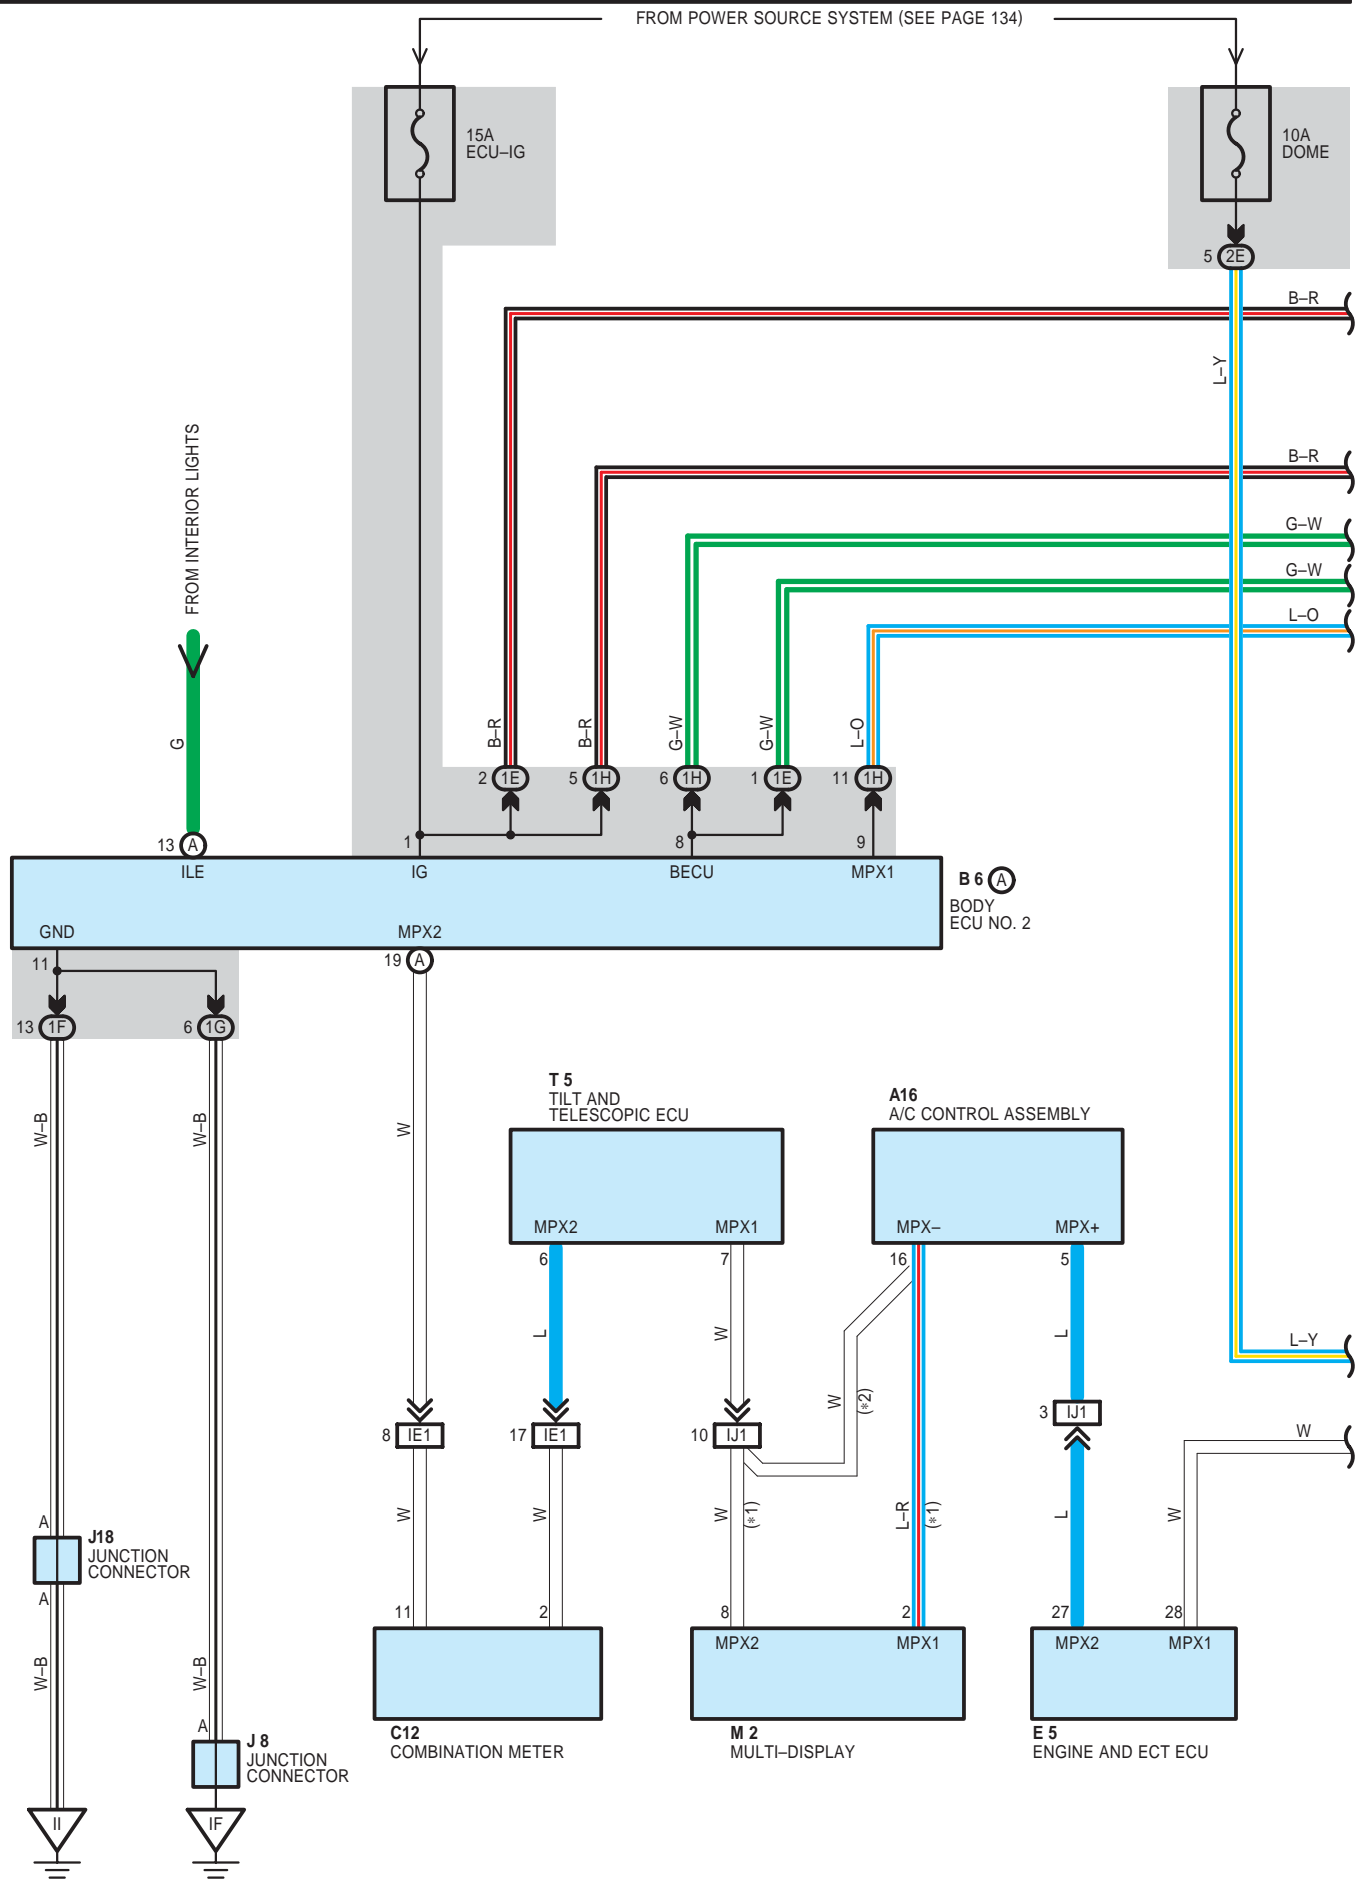 FROM POWER SOURCE SYSTEM (SEE PAGE 134)
15A
ECU–IG
10A
DOME
5 2E
B–R
L–Y
B–R
G–W
G–W
L–O
FROM INTERIOR LIGHTS
G
B–R
B–R
G–W
G–W
L–O
2 1E
5 1H
6 1H
1 1E
11 1H
13 A
1
8
9
ILE
IG
BECU
MPX1
B 6 A
BODY
ECU NO. 2
GND
MPX2
11
19 A
13 1F
6 1G
W–B
W–B
W
T 5
TILT AND
TELESCOPIC ECU
A16
A/C CONTROL ASSEMBLY
MPX2
MPX1
MPX–
MPX+
6
7
16
5
L
W
L
L–Y
W
(*2)
8 IE1
17 IE1
10 IJ1
3 IJ1
W
W
W
W
(*1)
L–R
(*1)
L
W
A
J18
JUNCTION
CONNECTOR
A
11
2
8
2
27
28
MPX2
MPX1
MPX2
MPX1
W–B
W–B
A
J 8
JUNCTION
CONNECTOR
C12
COMBINATION METER
M 2
MULTI–DISPLAY
E 5
ENGINE AND ECT ECU
II
IF